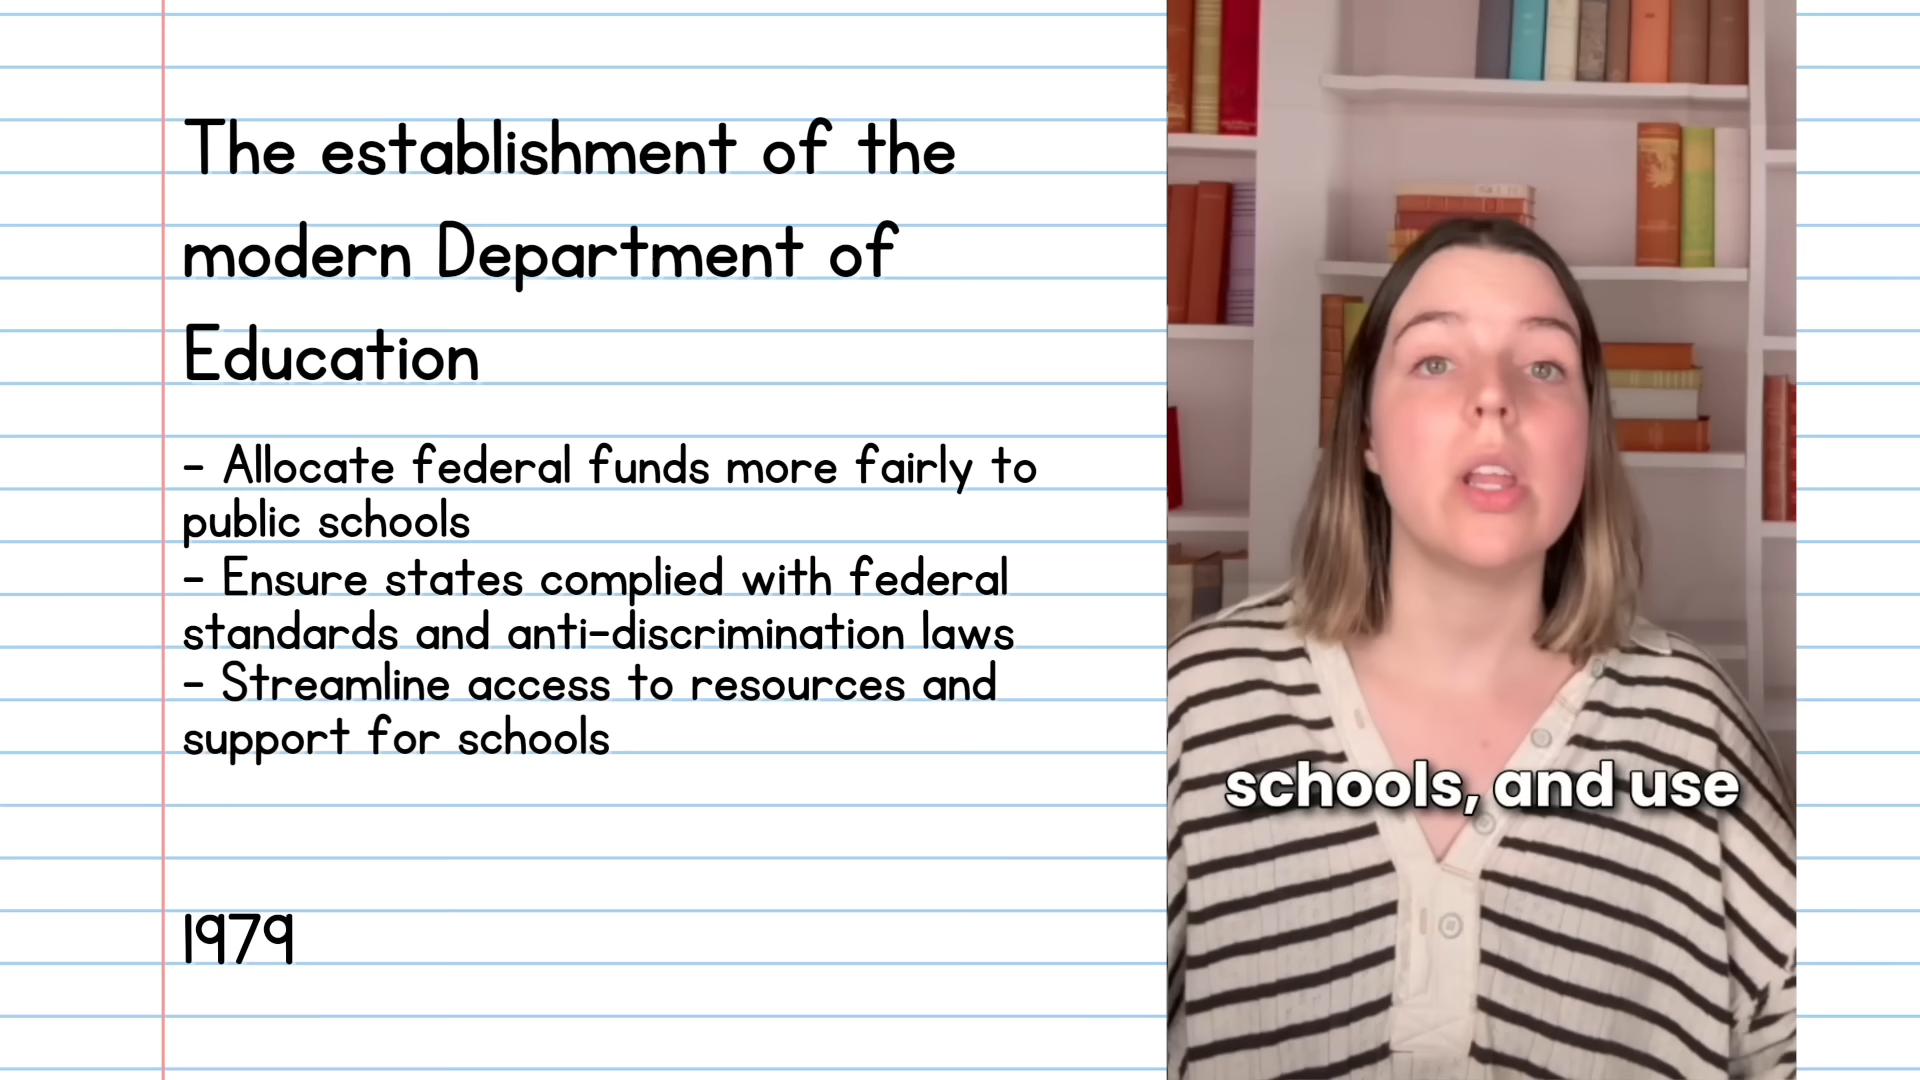 The establishment of the
modern Department of
Education
- Allocate federal funds more fairly to
public schools
- Ensure states complied with federal
standards and anti-discrimination laws
- Streamline access to resources and
support for schools
1979
schools, and use